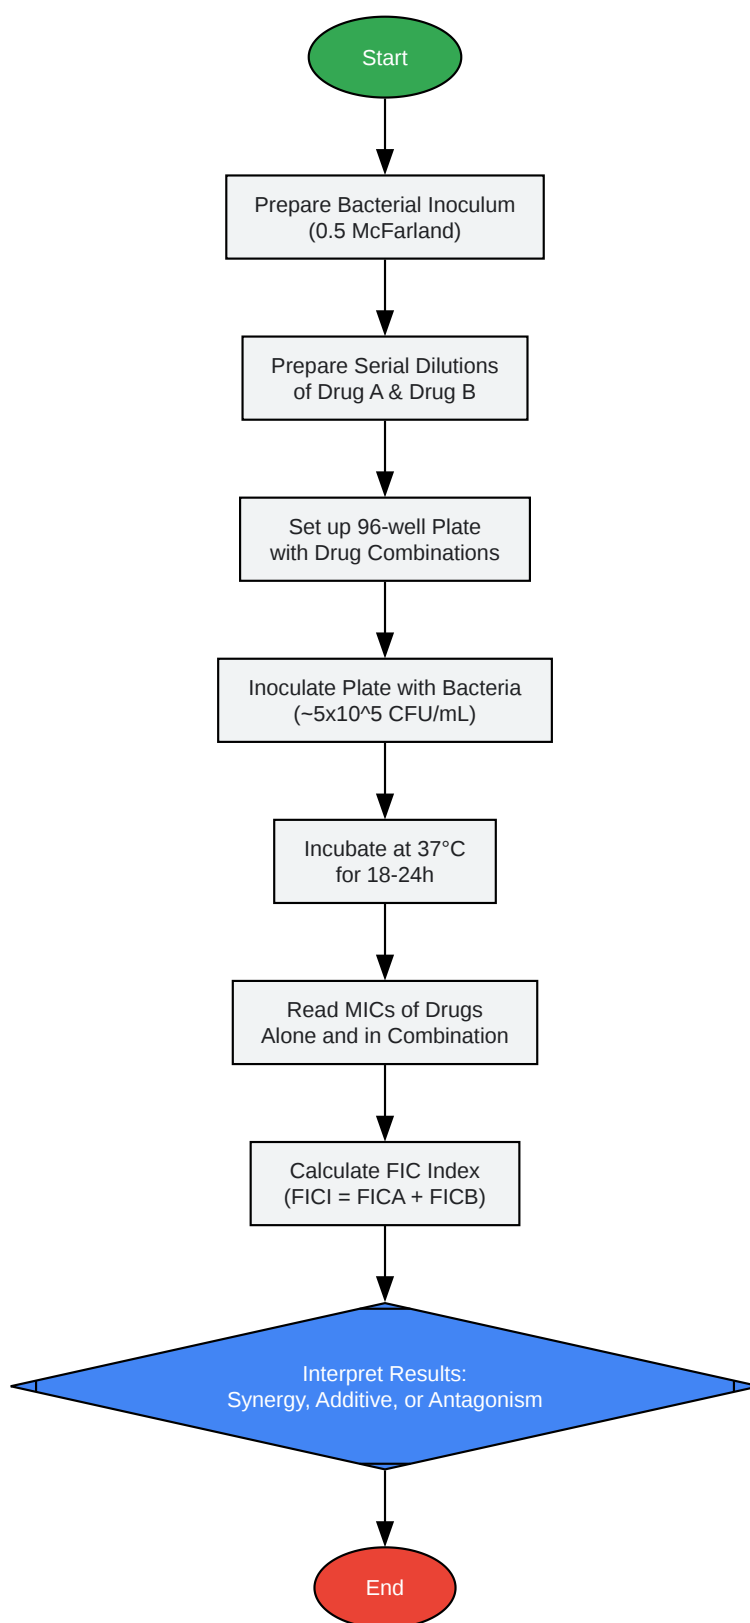 Start
Prepare Bacterial Inoculum
(0.5 McFarland)
Prepare Serial Dilutions
of Drug A & Drug B
Set up 96-well Plate
with Drug Combinations
Inoculate Plate with Bacteria
(~5x10^5 CFU/mL)
Incubate at 37°C
for 18-24h
Read MICs of Drugs
Alone and in Combination
Calculate FIC Index
(FICI = FICA + FICB)
Interpret Results:
Synergy, Additive, or Antagonism
End